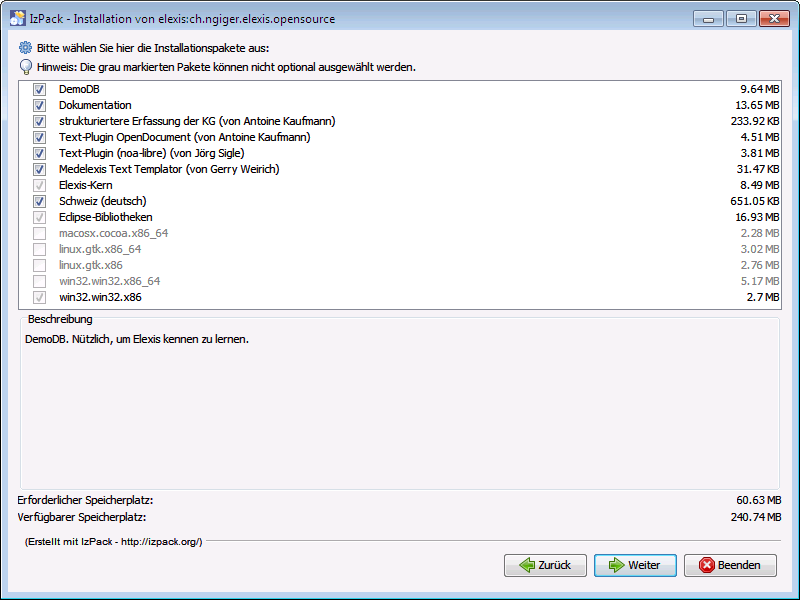 IzPack - Installation von elexis:ch.ngiger.elexis.opensource
Bitte wählen Sie hier die Installationspakete aus:
Hinweis: Die grau markierten Pakete können nicht optional ausgewählt werden.
DemoDB 9.64 MB
Dokumentation 13.65 MB
strukturiertere Erfassung der KG (von Antoine Kaufmann) 233.92 KB
Text-Plugin OpenDocument (von Antoine Kaufmann) 4.51 MB
Text-Plugin (noa-libre) (von Jörg Sigle) 3.81 MB
Medelexis Text Templator (von Gerry Weirich) 31.47 KB
Elexis-Kern 8.49 MB
Schweiz (deutsch) 651.05 KB
Eclipse-Bibliotheken 16.93 MB
macosx.cocoa.x86_64 2.28 MB
linux.gtk.x86_64 3.02 MB
linux.gtk.x86 2.76 MB
win32.win32.x86_64 5.17 MB
win32.win32.x86 2.7 MB
Beschreibung
DemoDB. Nützlich, um Elexis kennen zu lernen.
Erforderlicher Speicherplatz: 60.63 MB
Verfügbarer Speicherplatz: 240.74 MB
(Erstellt mit IzPack - http://izpack.org/)
Zurück Weiter Beenden